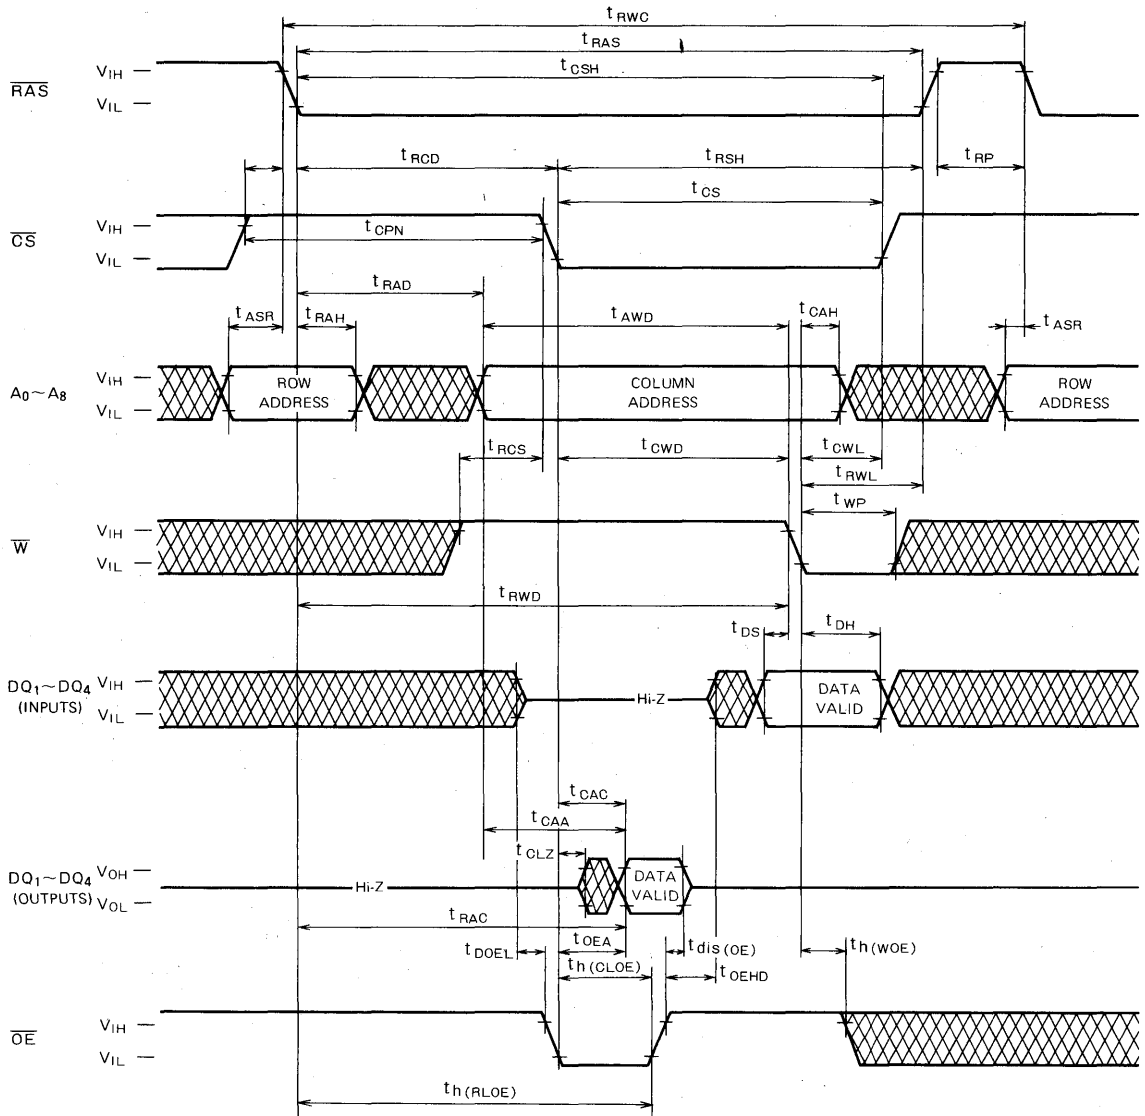 tRWC
tRAS
tCSH
RAS
VIH
VIL
tRCD
tRSH
tRP
tCS
CS
VIH
VIL
tCPN
tRAD
tASR
tRAH
tAWD
tCAH
tASR
A0~A8
VIH
VIL
ROW
ADDRESS
COLUMN
ADDRESS
ROW
ADDRESS
tRCS
tCWD
tCWL
tRWL
tWP
W
VIH
VIL
tRWD
tDS
tDH
DQ1~DQ4
(INPUTS)
VIH
VIL
Hi-Z
DATA
VALID
tCAC
tCAA
tCLZ
DQ1~DQ4
(OUTPUTS)
VOH
VOL
Hi-Z
DATA
VALID
tRAC
tDOEL
tOEA
tdis(OE)
th(WOE)
th(CLOE)
tOEHD
OE
VIH
VIL
th(RLOE)